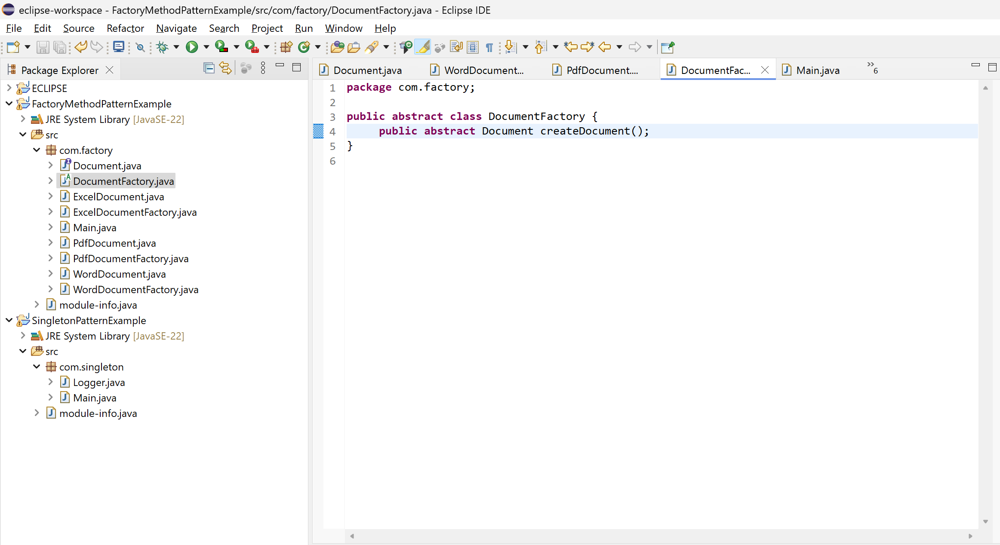 eclipse-workspace - FactoryMethodPatternExample/src/com/factory/DocumentFactory.java - Eclipse IDE
File Edit Source Refactor Navigate Search Project Run Window Help
Package Explorer
ECLIPSE
FactoryMethodPatternExample
JRE System Library [JavaSE-22]
src
com.factory
Document.java
DocumentFactory.java
ExcelDocument.java
ExcelDocumentFactory.java
Main.java
PdfDocument.java
PdfDocumentFactory.java
WordDocument.java
WordDocumentFactory.java
module-info.java
SingletonPatternExample
JRE System Library [JavaSE-22]
src
com.singleton
Logger.java
Main.java
module-info.java
Document.java WordDocument... PdfDocument.... DocumentFac... Main.java »6
1 package com.factory;
2
3 public abstract class DocumentFactory {
4 public abstract Document createDocument();
5 }
6